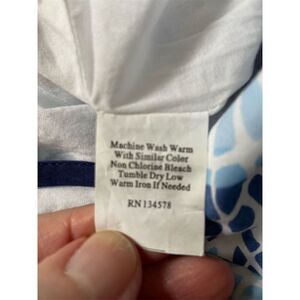 Machine Wash Warm
With Similar Color
Non Chlorine Bleach
Tumble Dry Low
Warm Iron If Needed
RN 134578